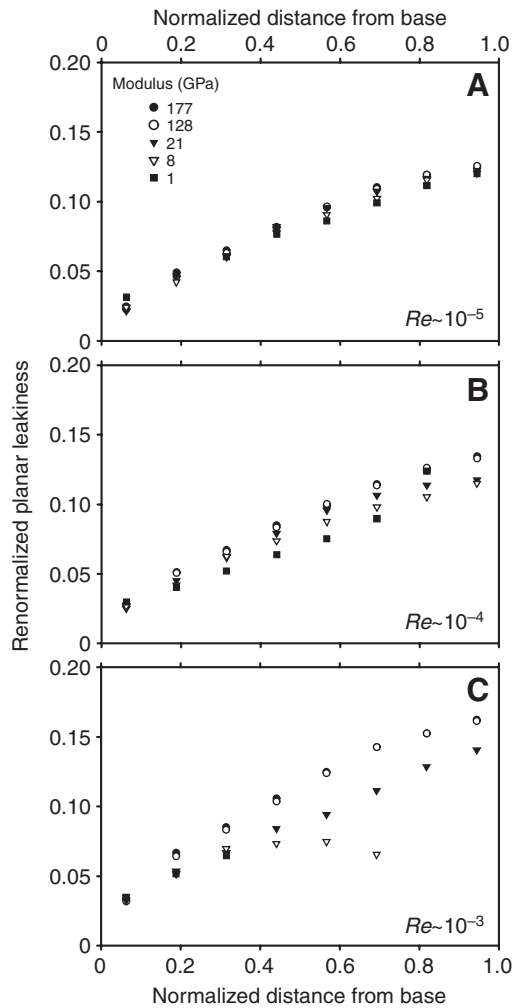 Normalized distance from base
0 0.2 0.4 0.6 0.8 1.0
0.20
A
Modulus (GPa)
177
128
21
8
1
0.15
0.10
0.05
0
Re~10⁻⁵
Renormalized planar leakiness
0.20
B
0.15
0.10
0.05
0
Re~10⁻⁴
0.20
C
0.15
0.10
0.05
0
Re~10⁻³
0 0.2 0.4 0.6 0.8 1.0
Normalized distance from base